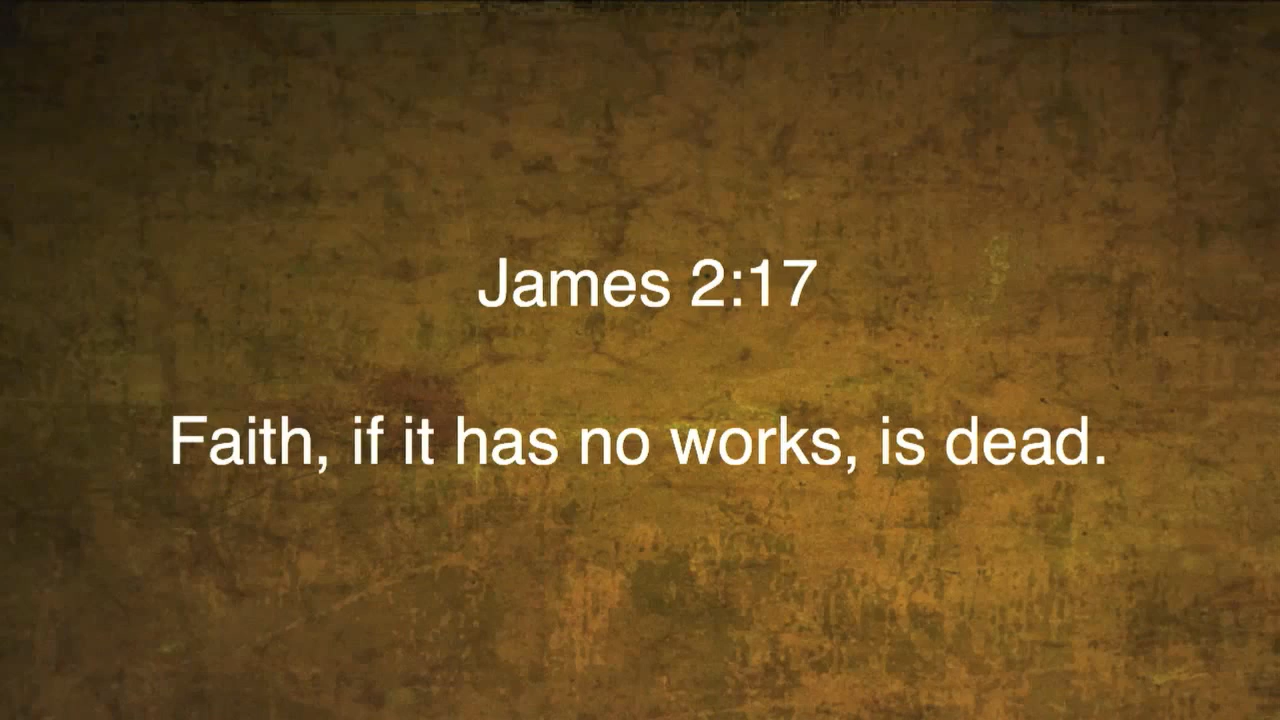 James 2:17
Faith, if it has no works, is dead.